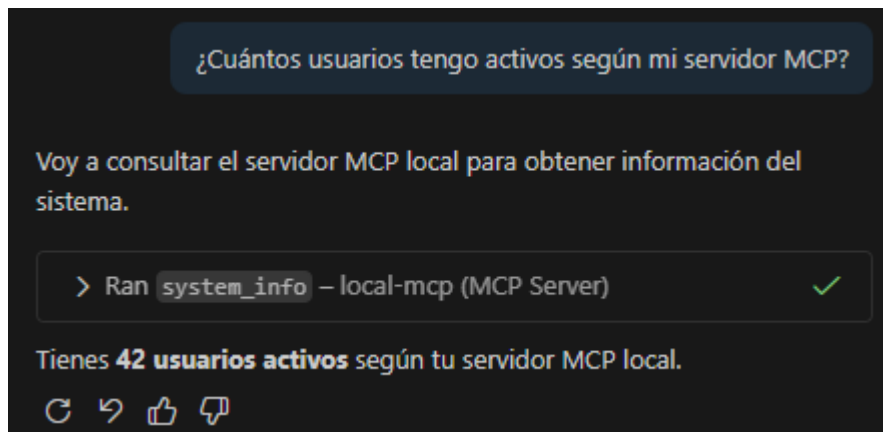 ¿Cuántos usuarios tengo activos según mi servidor MCP?
Voy a consultar el servidor MCP local para obtener información del
sistema.
Ran system_info – local-mcp (MCP Server)
Tienes 42 usuarios activos según tu servidor MCP local.